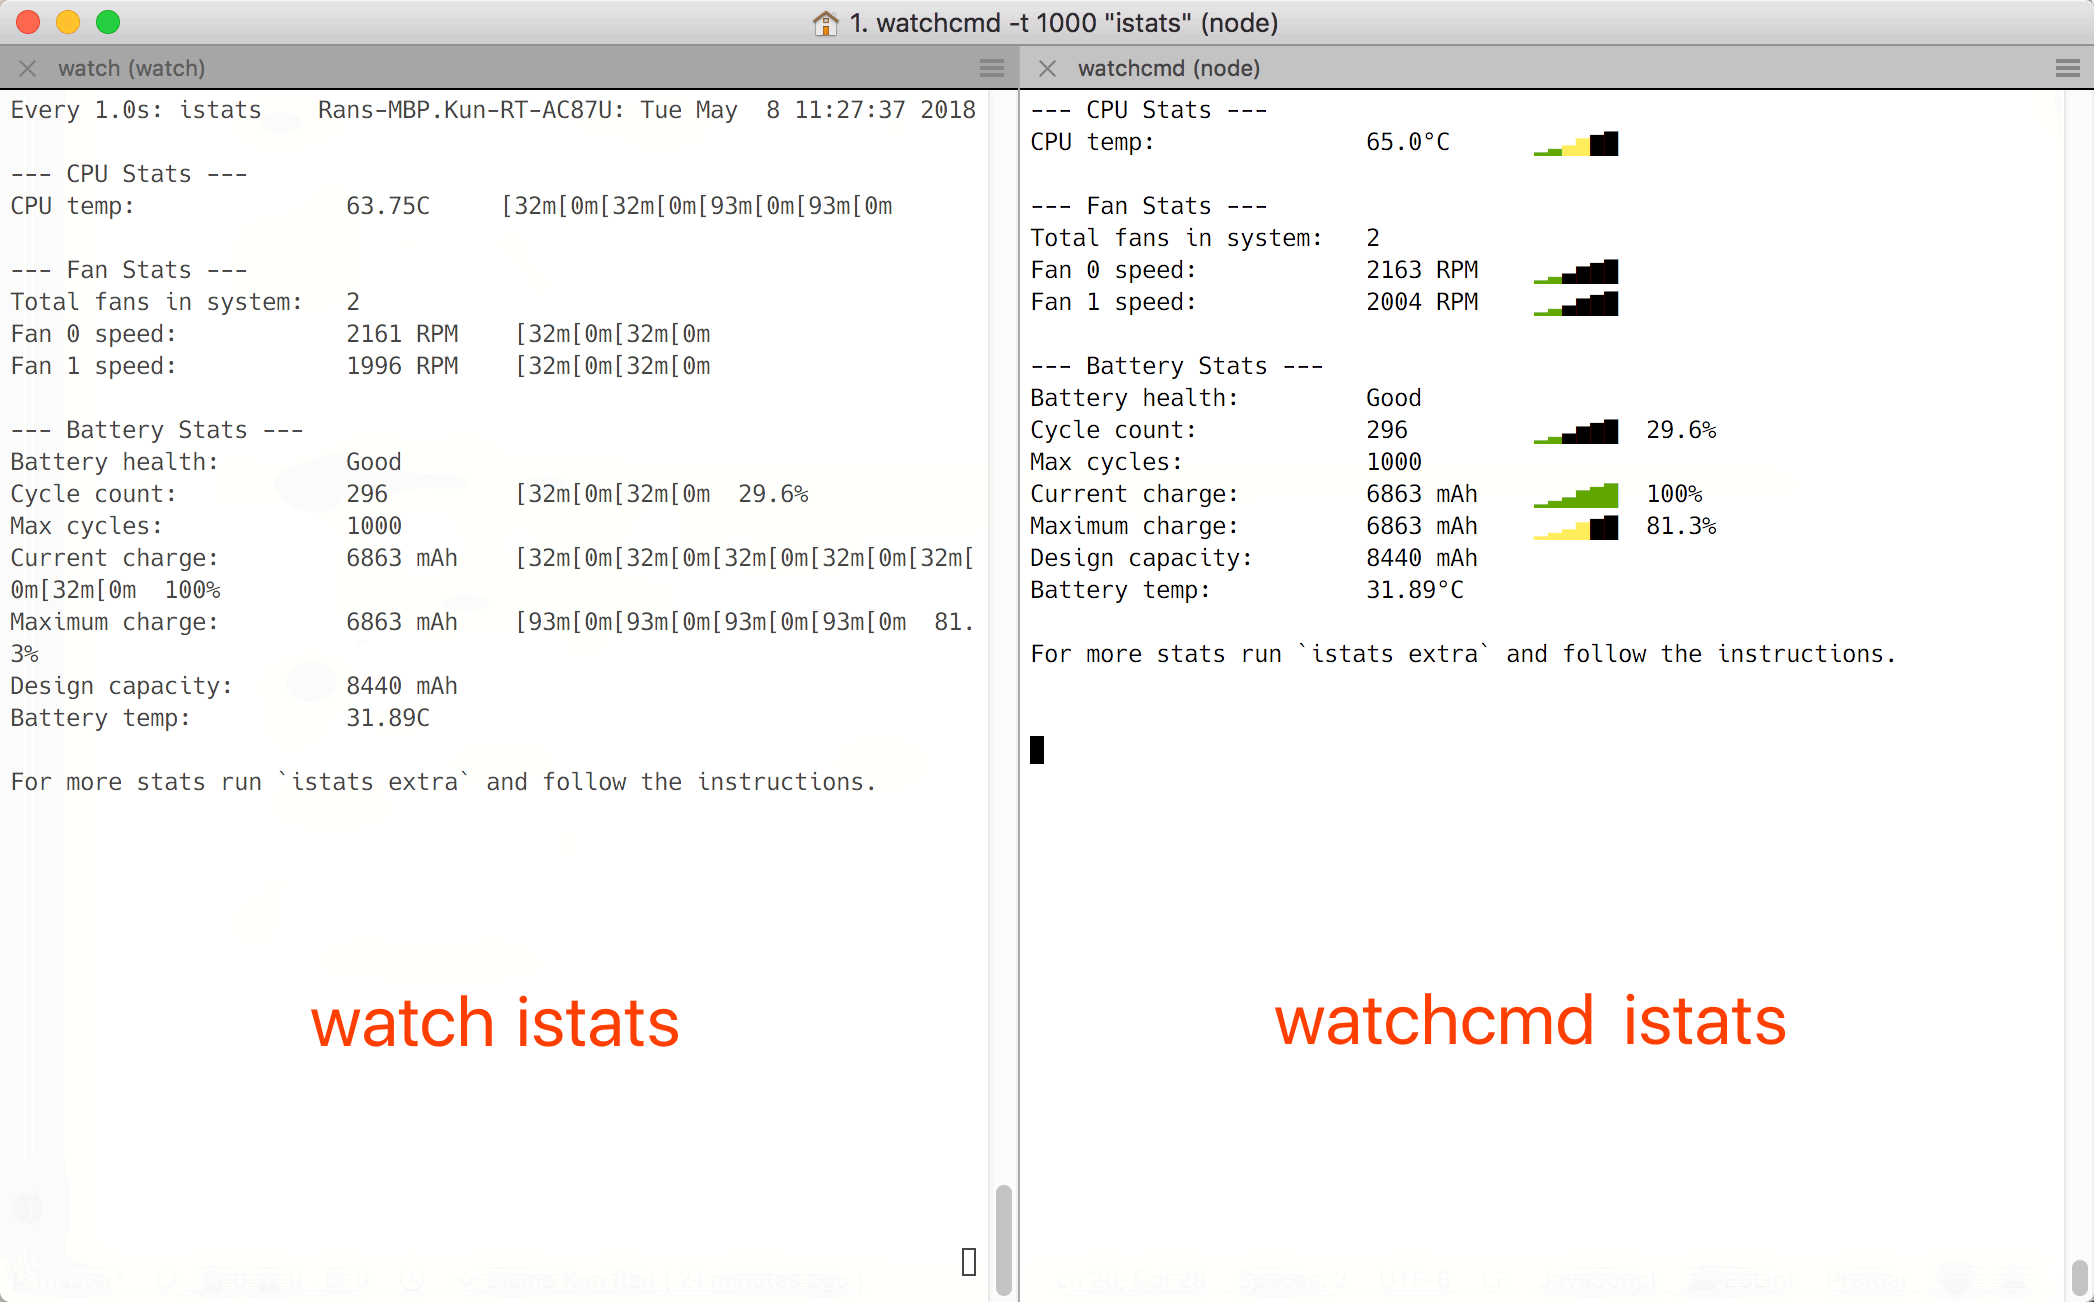 1. watchcmd -t 1000 "istats" (node)
watch (watch)
Every 1.0s: istats    Rans-MBP.Kun-RT-AC87U: Tue May  8 11:27:37 2018
--- CPU Stats ---
CPU temp:               63.75C     [32m[0m[32m[0m[93m[0m[93m[0m
--- Fan Stats ---
Total fans in system:   2
Fan 0 speed:            2161 RPM    [32m[0m[32m[0m
Fan 1 speed:            1996 RPM    [32m[0m[32m[0m
--- Battery Stats ---
Battery health:         Good
Cycle count:            296         [32m[0m[32m[0m  29.6%
Max cycles:             1000
Current charge:         6863 mAh    [32m[0m[32m[0m[32m[0m[32m[0m[32m[
0m[32m[0m  100%
Maximum charge:         6863 mAh    [93m[0m[93m[0m[93m[0m[93m[0m  81.
3%
Design capacity:        8440 mAh
Battery temp:           31.89C
For more stats run `istats extra` and follow the instructions.
watch istats
watchcmd (node)
--- CPU Stats ---
CPU temp:               65.0°C
--- Fan Stats ---
Total fans in system:   2
Fan 0 speed:            2163 RPM
Fan 1 speed:            2004 RPM
--- Battery Stats ---
Battery health:         Good
Cycle count:            296         29.6%
Max cycles:             1000
Current charge:         6863 mAh    100%
Maximum charge:         6863 mAh    81.3%
Design capacity:        8440 mAh
Battery temp:           31.89°C
For more stats run `istats extra` and follow the instructions.
watchcmd istats